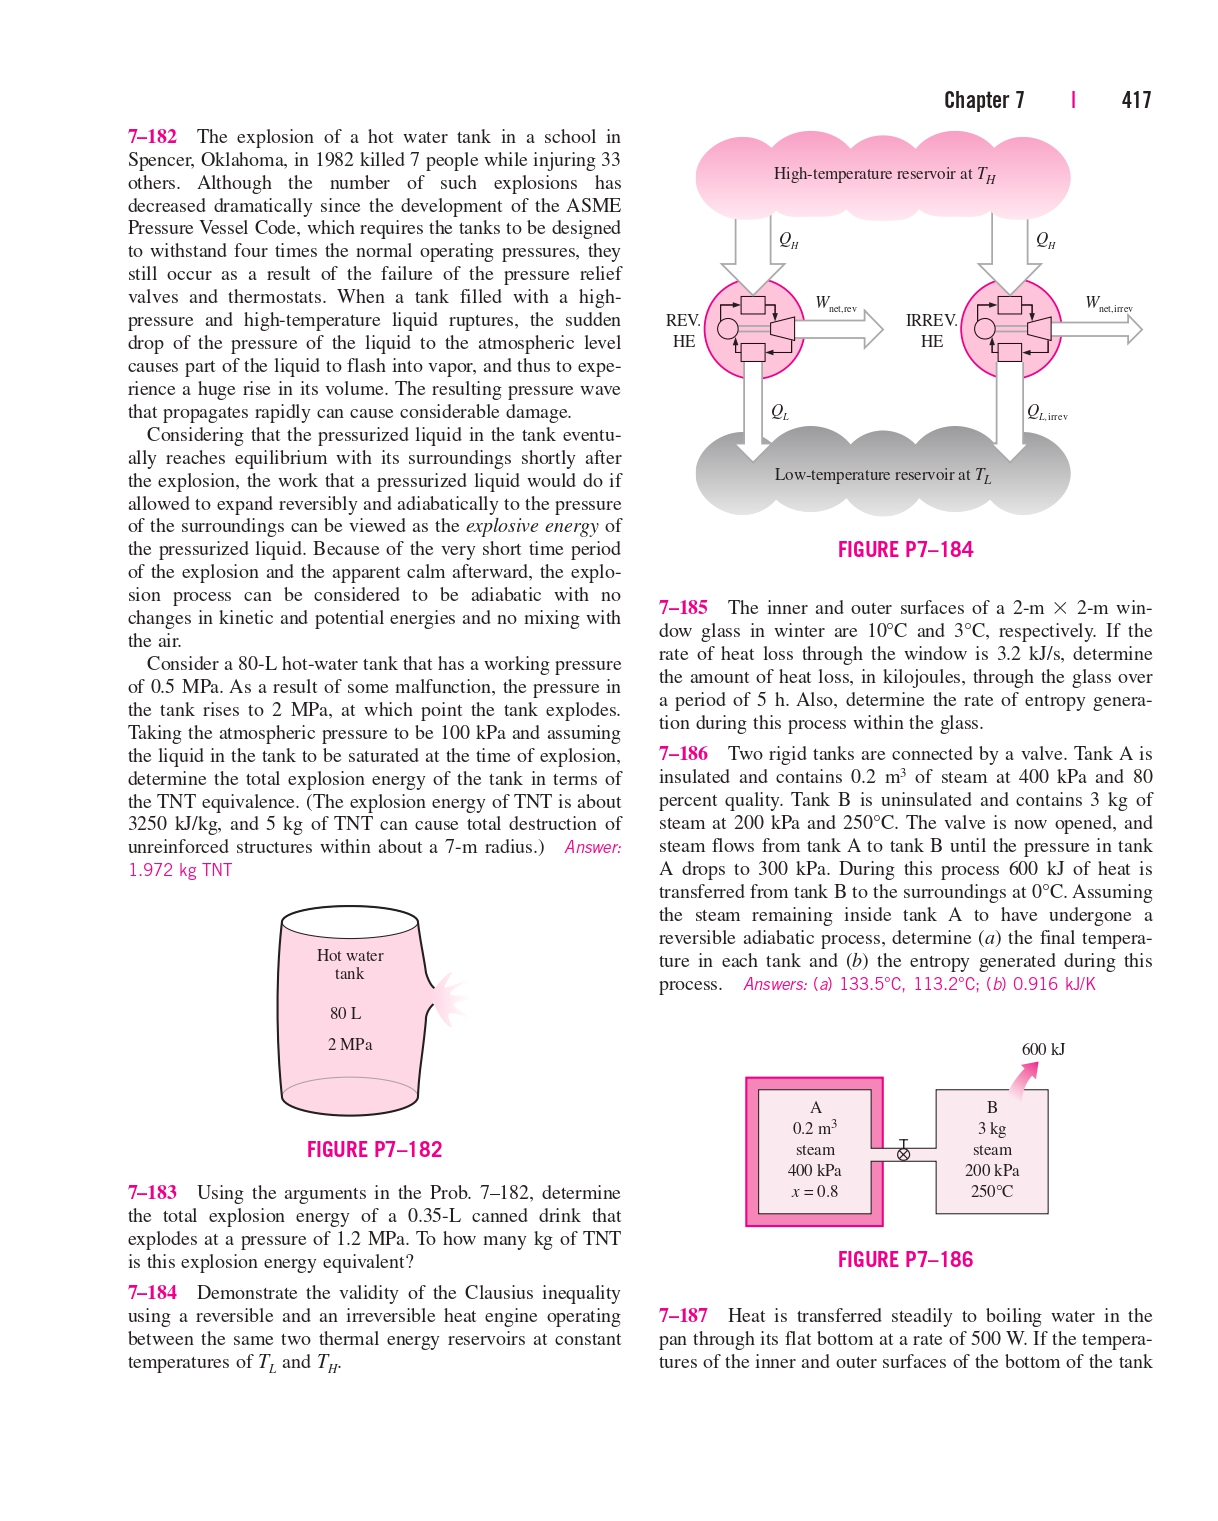 Chapter 7 | 417
7–182 The explosion of a hot water tank in a school in
Spencer, Oklahoma, in 1982 killed 7 people while injuring 33
others. Although the number of such explosions has
decreased dramatically since the development of the ASME
Pressure Vessel Code, which requires the tanks to be designed
to withstand four times the normal operating pressures, they
still occur as a result of the failure of the pressure relief
valves and thermostats. When a tank filled with a high-
pressure and high-temperature liquid ruptures, the sudden
drop of the pressure of the liquid to the atmospheric level
causes part of the liquid to flash into vapor, and thus to expe-
rience a huge rise in its volume. The resulting pressure wave
that propagates rapidly can cause considerable damage.
Considering that the pressurized liquid in the tank eventu-
ally reaches equilibrium with its surroundings shortly after
the explosion, the work that a pressurized liquid would do if
allowed to expand reversibly and adiabatically to the pressure
of the surroundings can be viewed as the explosive energy of
the pressurized liquid. Because of the very short time period
of the explosion and the apparent calm afterward, the explo-
sion process can be considered to be adiabatic with no
changes in kinetic and potential energies and no mixing with
the air.
Consider a 80-L hot-water tank that has a working pressure
of 0.5 MPa. As a result of some malfunction, the pressure in
the tank rises to 2 MPa, at which point the tank explodes.
Taking the atmospheric pressure to be 100 kPa and assuming
the liquid in the tank to be saturated at the time of explosion,
determine the total explosion energy of the tank in terms of
the TNT equivalence. (The explosion energy of TNT is about
3250 kJ/kg, and 5 kg of TNT can cause total destruction of
unreinforced structures within about a 7-m radius.) Answer:
1.972 kg TNT
Hot water
tank
80 L
2 MPa
FIGURE P7–182
7–183 Using the arguments in the Prob. 7–182, determine
the total explosion energy of a 0.35-L canned drink that
explodes at a pressure of 1.2 MPa. To how many kg of TNT
is this explosion energy equivalent?
7–184 Demonstrate the validity of the Clausius inequality
using a reversible and an irreversible heat engine operating
between the same two thermal energy reservoirs at constant
temperatures of T_L and T_H.
High-temperature reservoir at T_H
Q_H Q_H
W_net,rev W_net,irrev
REV. IRREV.
HE HE
Q_L Q_L,irrev
Low-temperature reservoir at T_L
FIGURE P7–184
7–185 The inner and outer surfaces of a 2-m × 2-m win-
dow glass in winter are 10°C and 3°C, respectively. If the
rate of heat loss through the window is 3.2 kJ/s, determine
the amount of heat loss, in kilojoules, through the glass over
a period of 5 h. Also, determine the rate of entropy genera-
tion during this process within the glass.
7–186 Two rigid tanks are connected by a valve. Tank A is
insulated and contains 0.2 m³ of steam at 400 kPa and 80
percent quality. Tank B is uninsulated and contains 3 kg of
steam at 200 kPa and 250°C. The valve is now opened, and
steam flows from tank A to tank B until the pressure in tank
A drops to 300 kPa. During this process 600 kJ of heat is
transferred from tank B to the surroundings at 0°C. Assuming
the steam remaining inside tank A to have undergone a
reversible adiabatic process, determine (a) the final tempera-
ture in each tank and (b) the entropy generated during this
process. Answers: (a) 133.5°C, 113.2°C; (b) 0.916 kJ/K
600 kJ
A B
0.2 m³ 3 kg
steam steam
400 kPa 200 kPa
x = 0.8 250°C
FIGURE P7–186
7–187 Heat is transferred steadily to boiling water in the
pan through its flat bottom at a rate of 500 W. If the tempera-
tures of the inner and outer surfaces of the bottom of the tank